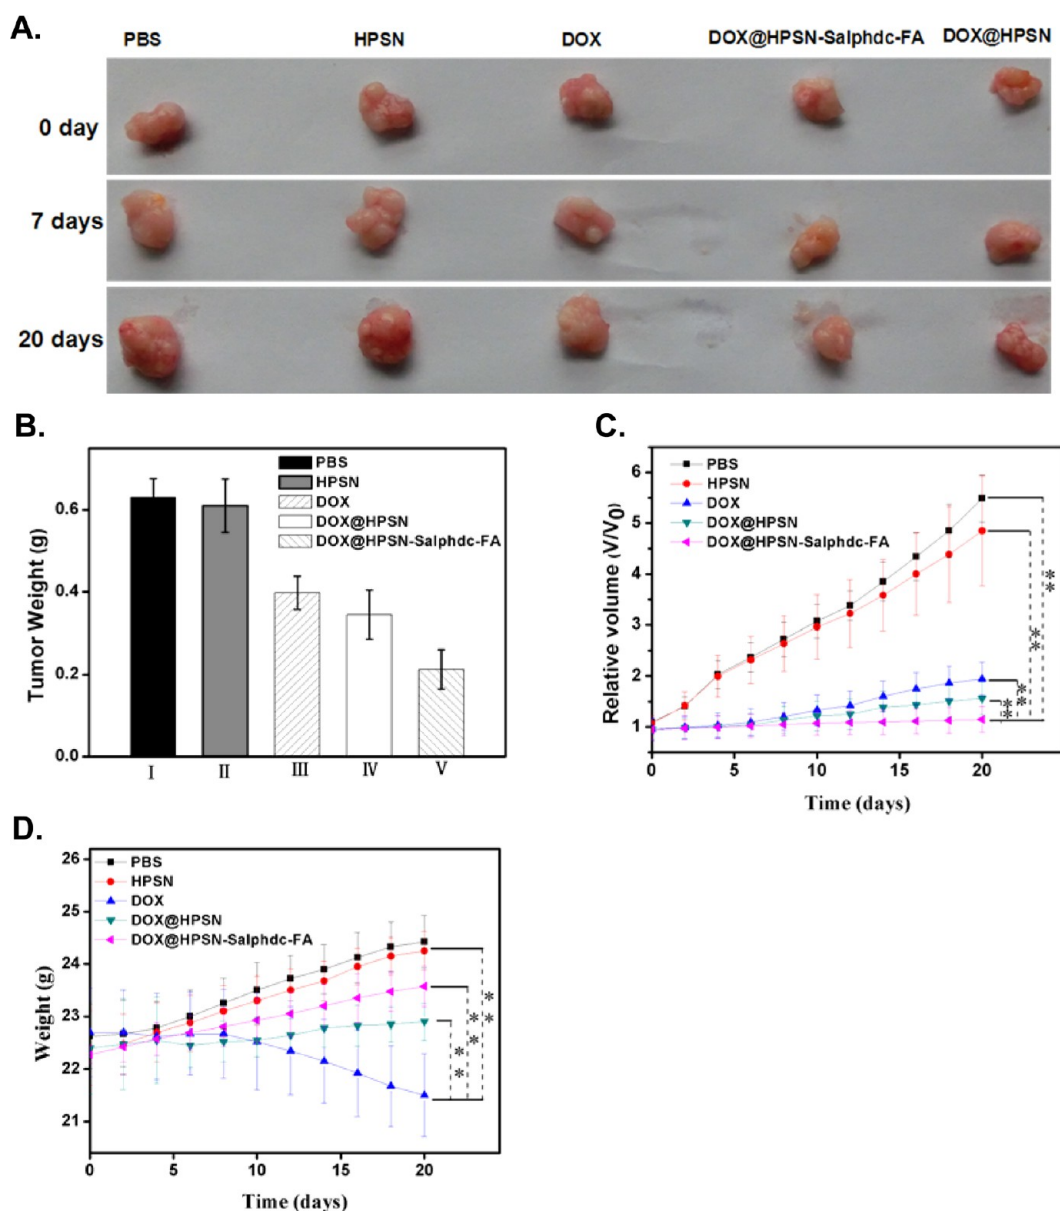 A.
PBS HPSN DOX DOX@HPSN-Salphdc-FA DOX@HPSN
0 day
7 days
20 days
B.
Tumor Weight (g)
0.6
0.4
0.2
0.0
PBS
HPSN
DOX
DOX@HPSN
DOX@HPSN-Salphdc-FA
I II III IV V
C.
Relative volume (V/V0)
6
5
4
3
2
1
PBS
HPSN
DOX
DOX@HPSN
DOX@HPSN-Salphdc-FA
**
**
**
**
0 5 10 15 20
Time (days)
D.
Weight (g)
26
25
24
23
22
21
PBS
HPSN
DOX
DOX@HPSN
DOX@HPSN-Salphdc-FA
**
**
**
0 5 10 15 20
Time (days)